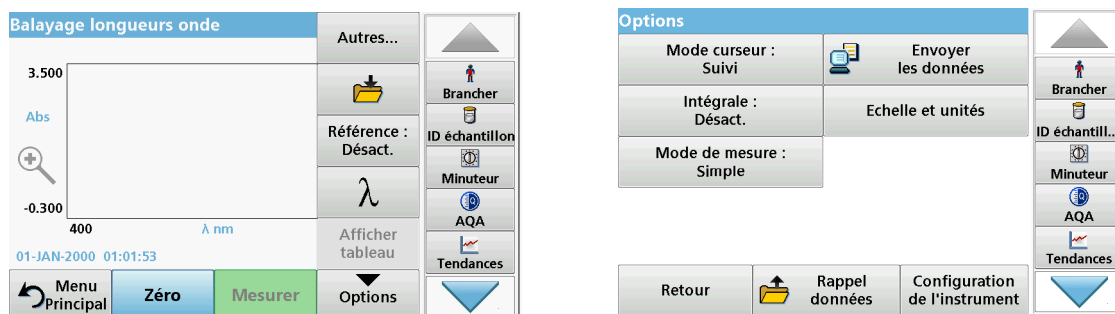 Balayage longueurs onde
Autres...
3.500
Abs
-0.300
400
λ nm
01-JAN-2000 01:01:53
Référence :
Désact.
λ
Afficher
tableau
Menu
Principal
Zéro
Mesurer
Options
Brancher
ID échantillon
Minuteur
AQA
Tendances
Options
Mode curseur :
Suivi
Envoyer
les données
Intégrale :
Désact.
Echelle et unités
Mode de mesure :
Simple
Retour
Rappel
données
Configuration
de l'instrument
Brancher
ID échantill..
Minuteur
AQA
Tendances